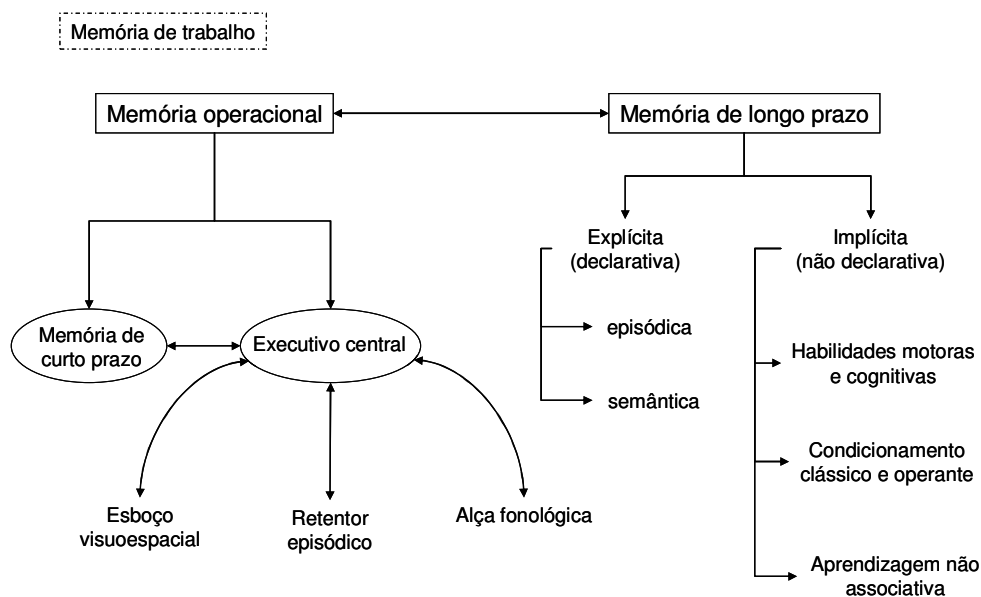 Memória de trabalho
Memória operacional
Memória de longo prazo
Explícita
(declarativa)
Implícita
(não declarativa)
episódica
semântica
Memória de
curto prazo
Executivo central
Habilidades motoras
e cognitivas
Condicionamento
clássico e operante
Esboço
visuoespacial
Retentor
episódico
Alça fonológica
Aprendizagem não
associativa